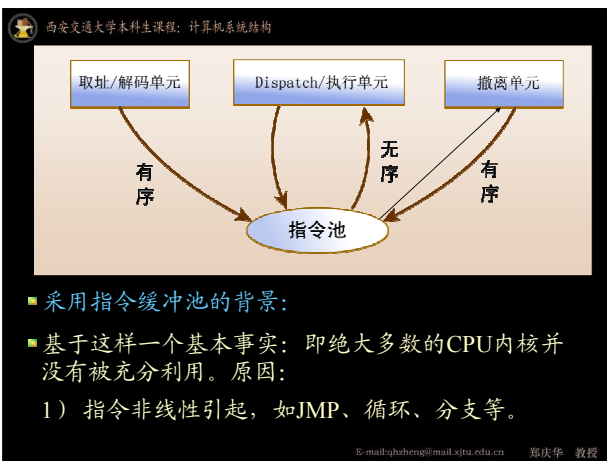 西安交通大学本科生课程：计算机系统结构
取址/解码单元
Dispatch/执行单元
撤离单元
有
序
无
序
有
序
指令池
采用指令缓冲池的背景：
基于这样一个基本事实：即绝大多数的CPU内核并
没有被充分利用。原因：
1） 指令非线性引起，如JMP、循环、分支等。
E-mail:qhzheng@mail.xjtu.edu.cn 郑庆华 教授